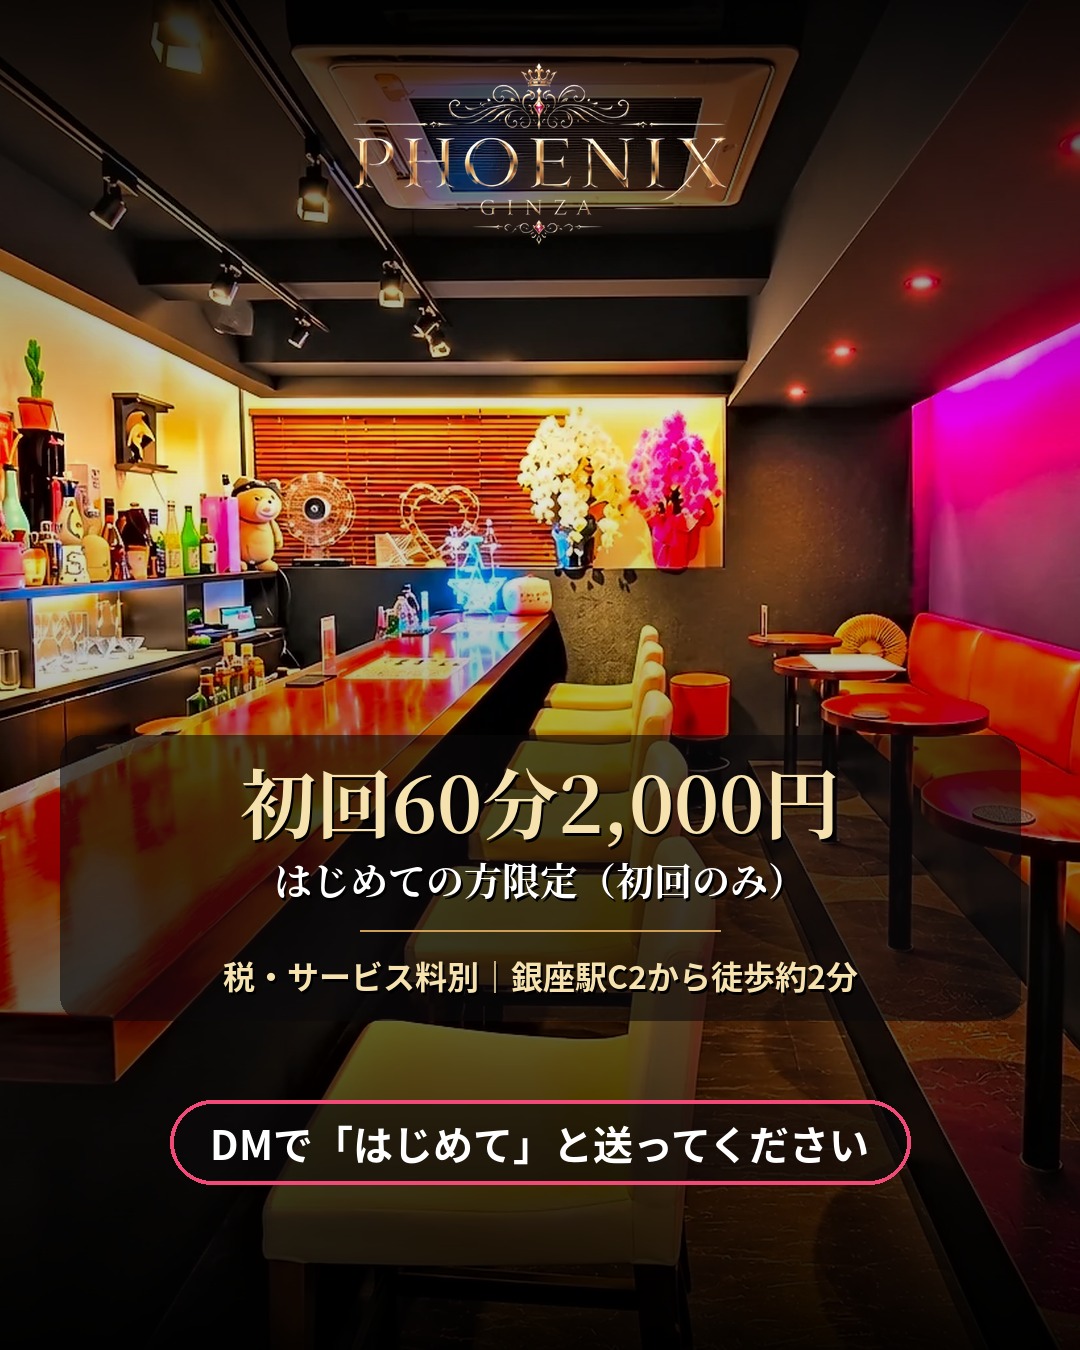 PHOENIX
GINZA
初回60分2,000円
はじめての方限定（初回のみ）
税・サービス料別｜銀座駅C2から徒歩約2分
DMで「はじめて」と送ってください